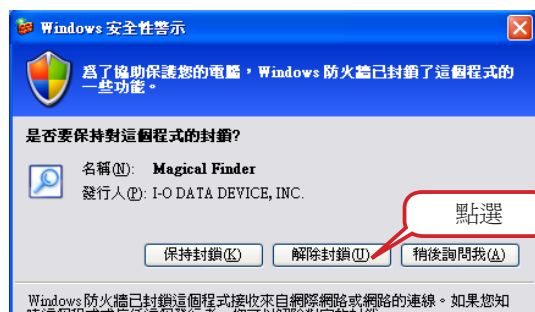 Windows 安全性警示
為了協助保護您的電腦，Windows 防火牆已封鎖了這個程式的
一些功能。
是否要保持對這個程式的封鎖?
名稱(N): Magical Finder
發行人(P): I-O DATA DEVICE, INC.
點選
保持封鎖(K) 解除封鎖(U) 稍後詢問我(A)
Windows 防火牆已封鎖這個程式接收來自網際網路或網路的連線。如果您知